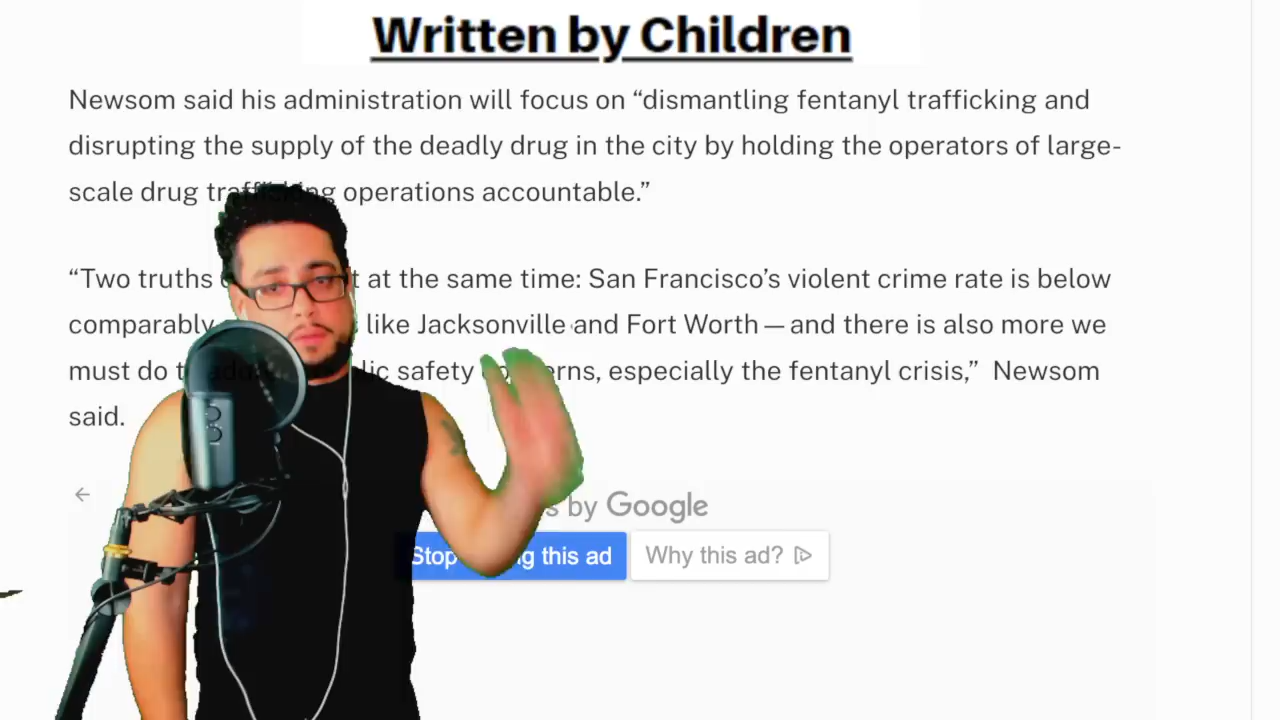 Written by Children
Newsom said his administration will focus on “dismantling fentanyl trafficking and
disrupting the supply of the deadly drug in the city by holding the operators of large-
scale drug trafficking operations accountable.”
“Two truths at the same time: San Francisco’s violent crime rate is below
comparably like Jacksonville and Fort Worth — and there is also more we
must do safety especially the fentanyl crisis,” Newsom
said.
by Google
Stop this ad
Why this ad?